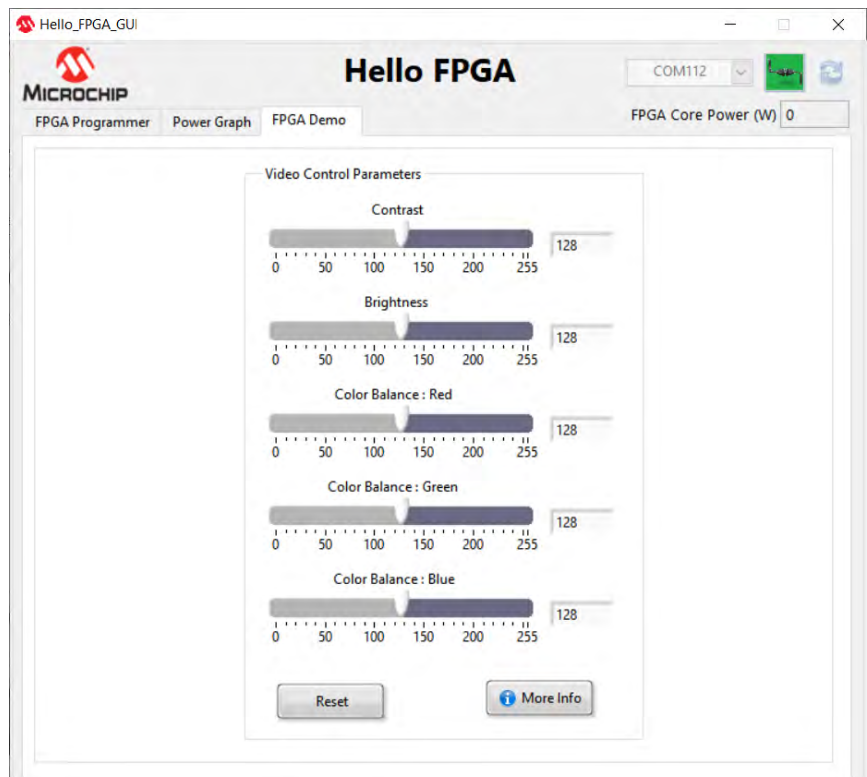 Hello_FPGA_GUI
MICROCHIP
Hello FPGA
COM112
FPGA Programmer Power Graph FPGA Demo
FPGA Core Power (W) 0
Video Control Parameters
Contrast
128
0 50 100 150 200 255
Brightness
128
0 50 100 150 200 255
Color Balance : Red
128
0 50 100 150 200 255
Color Balance : Green
128
0 50 100 150 200 255
Color Balance : Blue
128
0 50 100 150 200 255
Reset
More Info